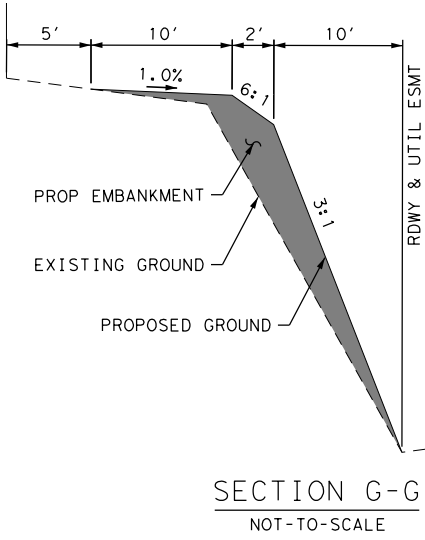 5' 10' 2' 10'
1.0%
6:1
RDWY & UTIL ESMT
PROP EMBANKMENT
3:1
EXISTING GROUND
PROPOSED GROUND
SECTION G-G
NOT-TO-SCALE